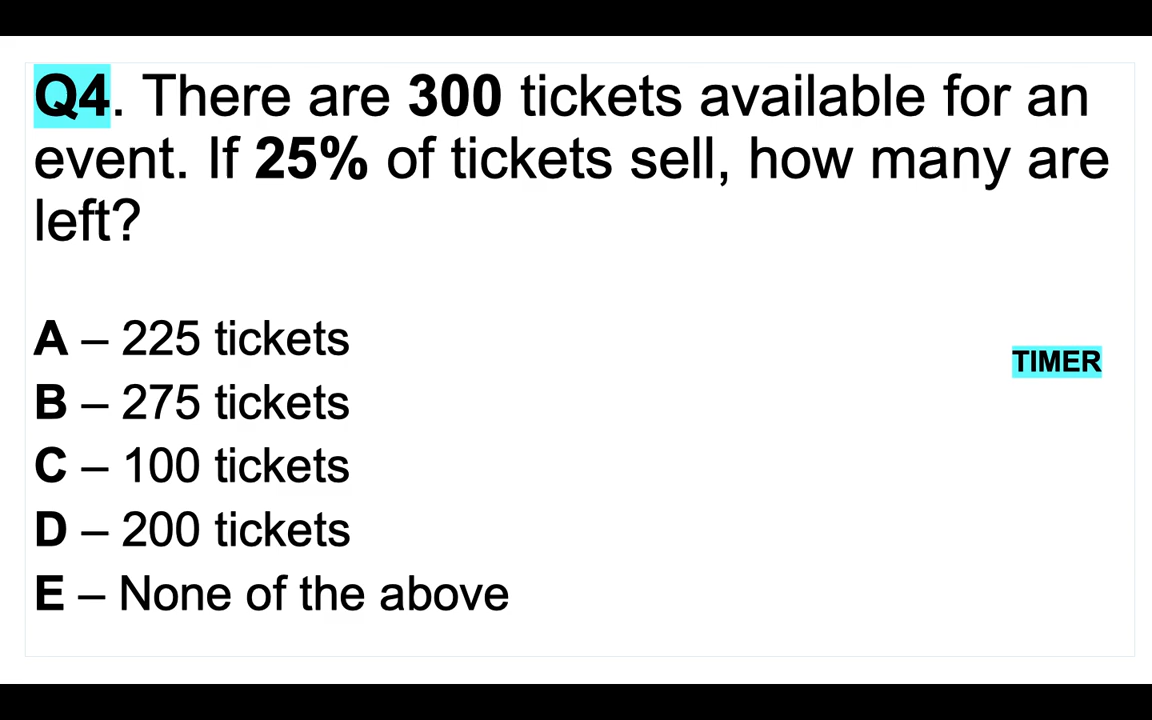 Q4. There are 300 tickets available for an
event. If 25% of tickets sell, how many are
left?
A – 225 tickets
B – 275 tickets
C – 100 tickets
D – 200 tickets
E – None of the above
TIMER